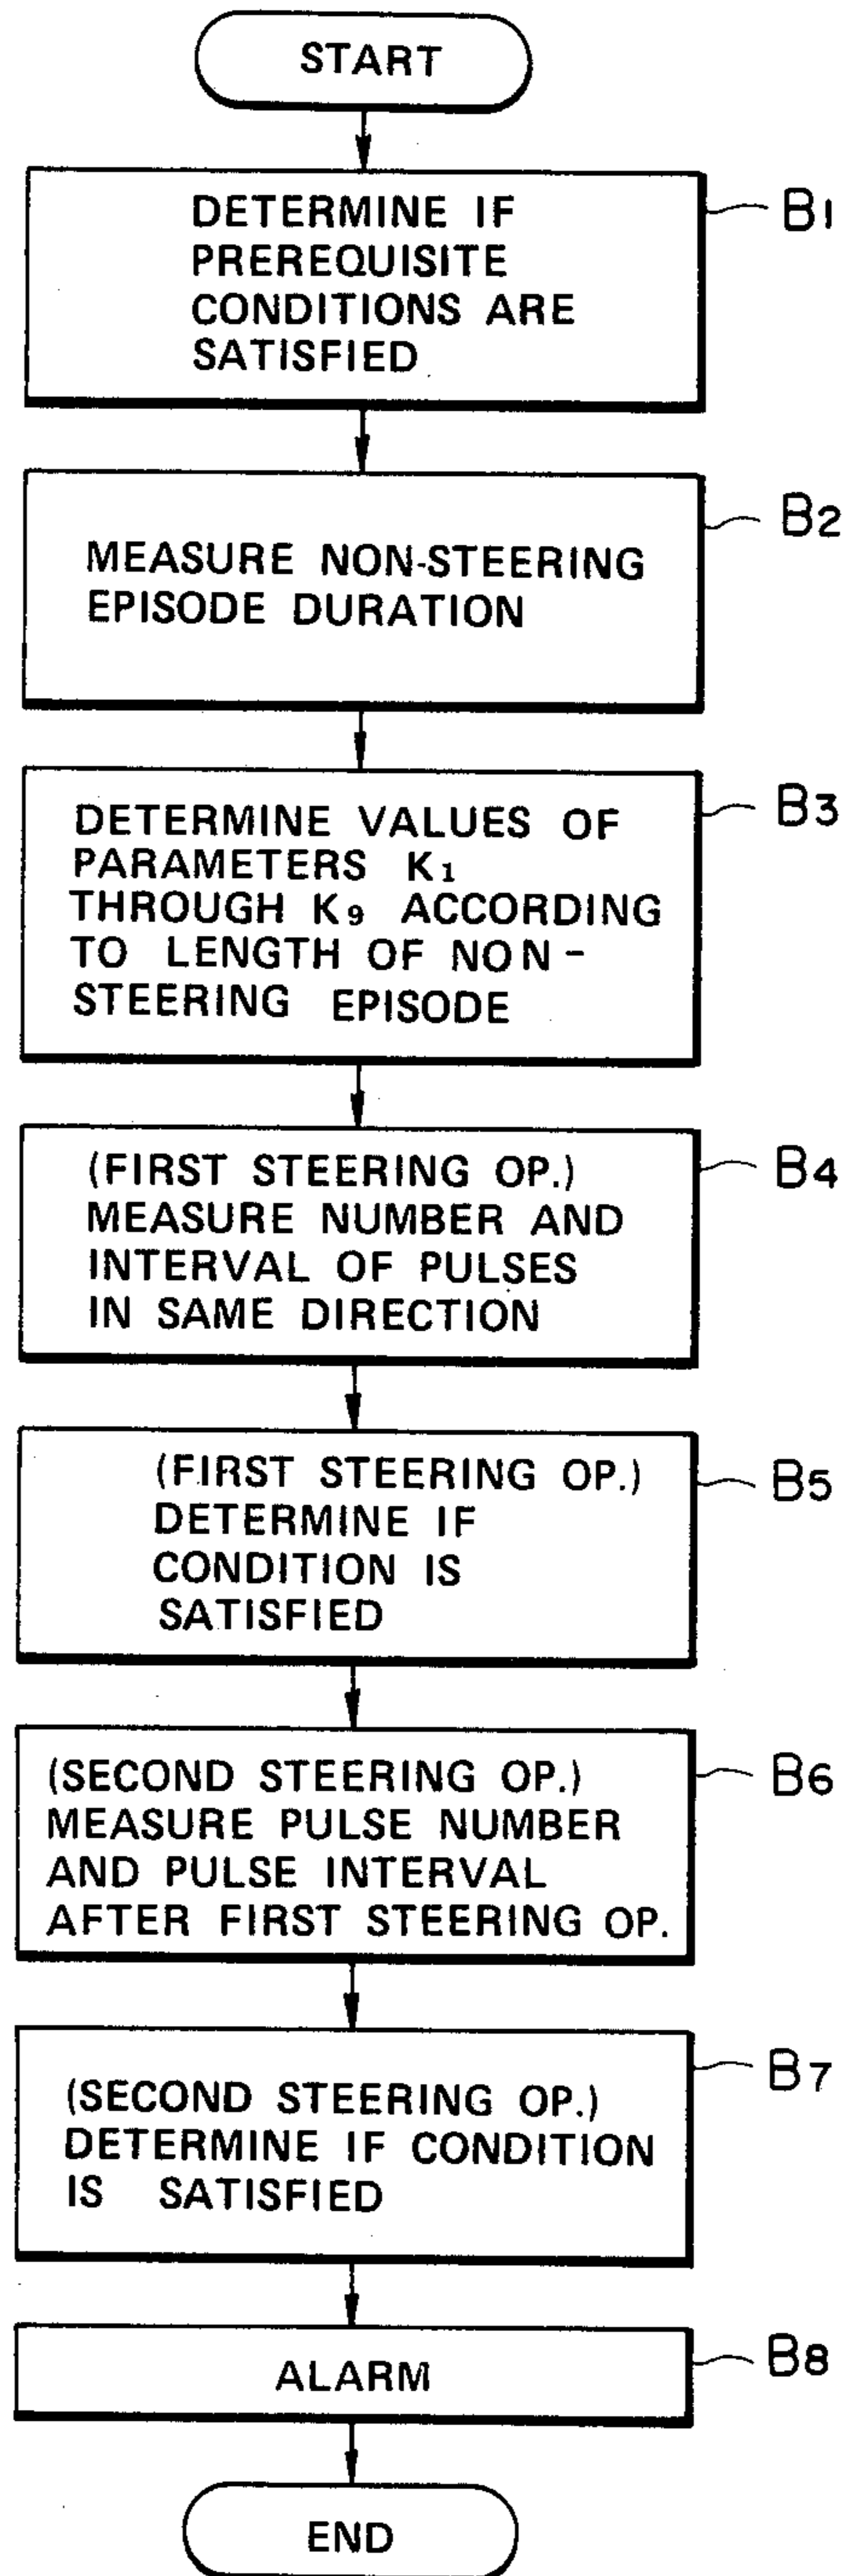 START
DETERMINE IF
PREREQUISITE
CONDITIONS ARE
SATISFIED
B1
MEASURE NON-STEERING
EPISODE DURATION
B2
DETERMINE VALUES OF
PARAMETERS K₁
THROUGH K₉ ACCORDING
TO LENGTH OF NON-
STEERING EPISODE
B3
(FIRST STEERING OP.)
MEASURE NUMBER AND
INTERVAL OF PULSES
IN SAME DIRECTION
B4
(FIRST STEERING OP.)
DETERMINE IF
CONDITION IS
SATISFIED
B5
(SECOND STEERING OP.)
MEASURE PULSE NUMBER
AND PULSE INTERVAL
AFTER FIRST STEERING OP.
B6
(SECOND STEERING OP.)
DETERMINE IF CONDITION
IS SATISFIED
B7
ALARM
B8
END